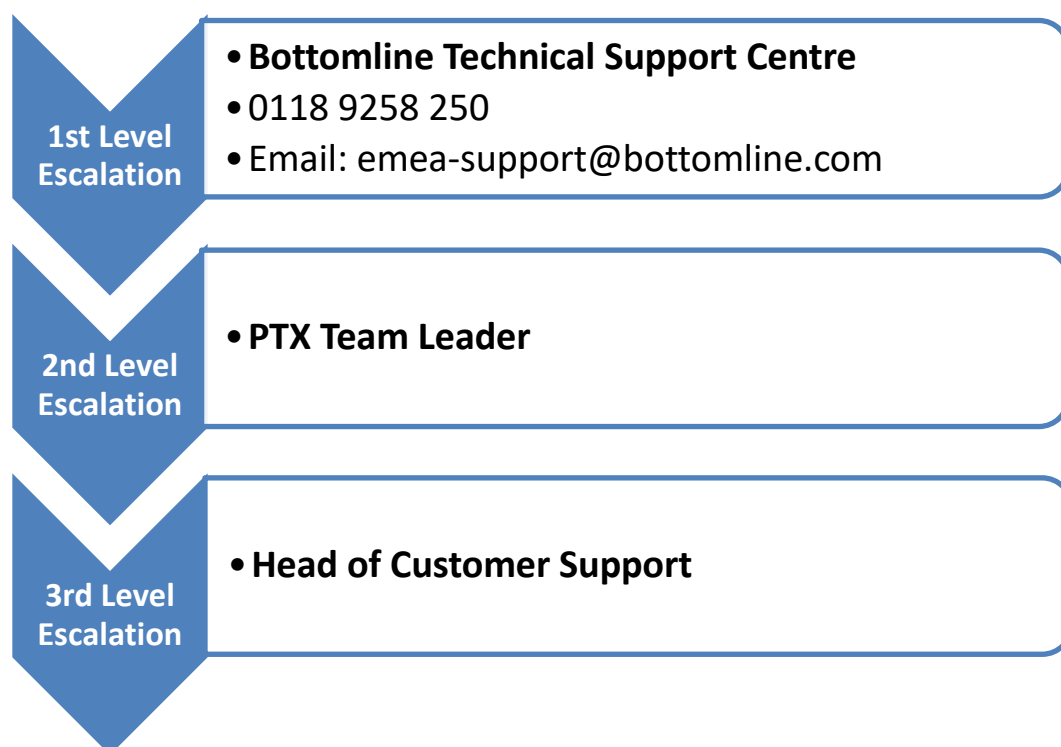 1st Level
Escalation
• Bottomline Technical Support Centre
• 0118 9258 250
• Email: emea-support@bottomline.com
2nd Level
Escalation
• PTX Team Leader
3rd Level
Escalation
• Head of Customer Support